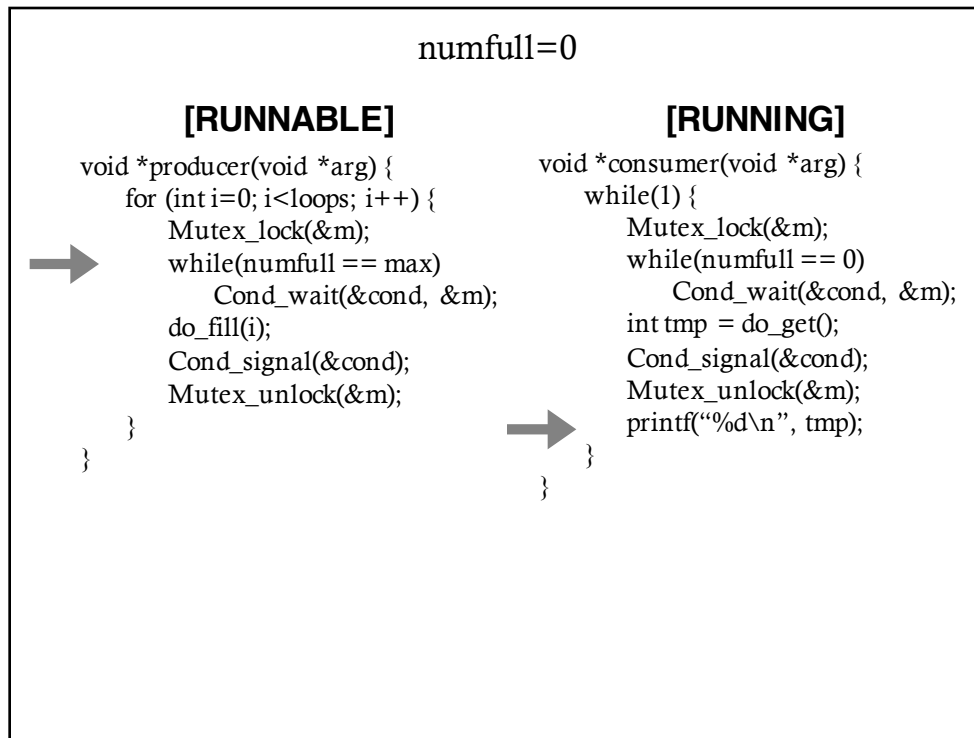 numfull=0
[RUNNABLE]
void *producer(void *arg) {
for (int i=0; i<loops; i++) {
Mutex_lock(&m);
while(numfull == max)
Cond_wait(&cond, &m);
do_fill(i);
Cond_signal(&cond);
Mutex_unlock(&m);
}
}
[RUNNING]
void *consumer(void *arg) {
while(1) {
Mutex_lock(&m);
while(numfull == 0)
Cond_wait(&cond, &m);
int tmp = do_get();
Cond_signal(&cond);
Mutex_unlock(&m);
printf(“%d\n”, tmp);
}
}